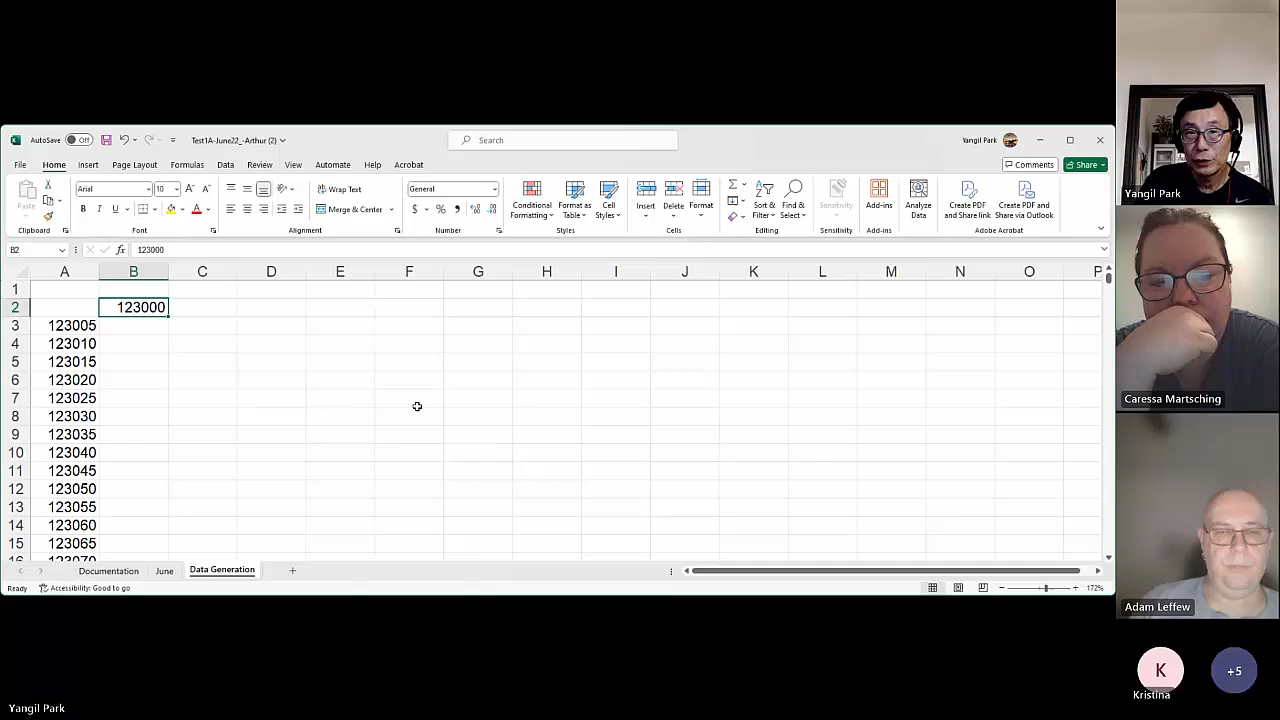 AutoSave Off Test1A-June22_-Arthur (2) Search Yangil Park
File Home Insert Page Layout Formulas Data Review View Automate Help Acrobat Comments Share
Paste Arial 10 A A Wrap Text General Conditional Formatting Format as Table Cell Styles Insert Delete Format Sort & Filter Find & Select Sensitivity Add-ins Analyze Data Create PDF and Share link Create PDF and Share via Outlook
B I U A Merge & Center $ % ,
Clipboard Font Alignment Number Styles Cells Editing Sensitivity Add-ins Adobe Acrobat
B2 fx 123000
A B C D E F G H I J K L M N O P
1
2 123000
3 123005
4 123010
5 123015
6 123020
7 123025
8 123030
9 123035
10 123040
11 123045
12 123050
13 123055
14 123060
15 123065
16 123070
Documentation June Data Generation
Ready Accessibility: Good to go 172%
Yangil Park
Caressa Martsching
Adam Leffew
K
Kristina
+5
Yangil Park